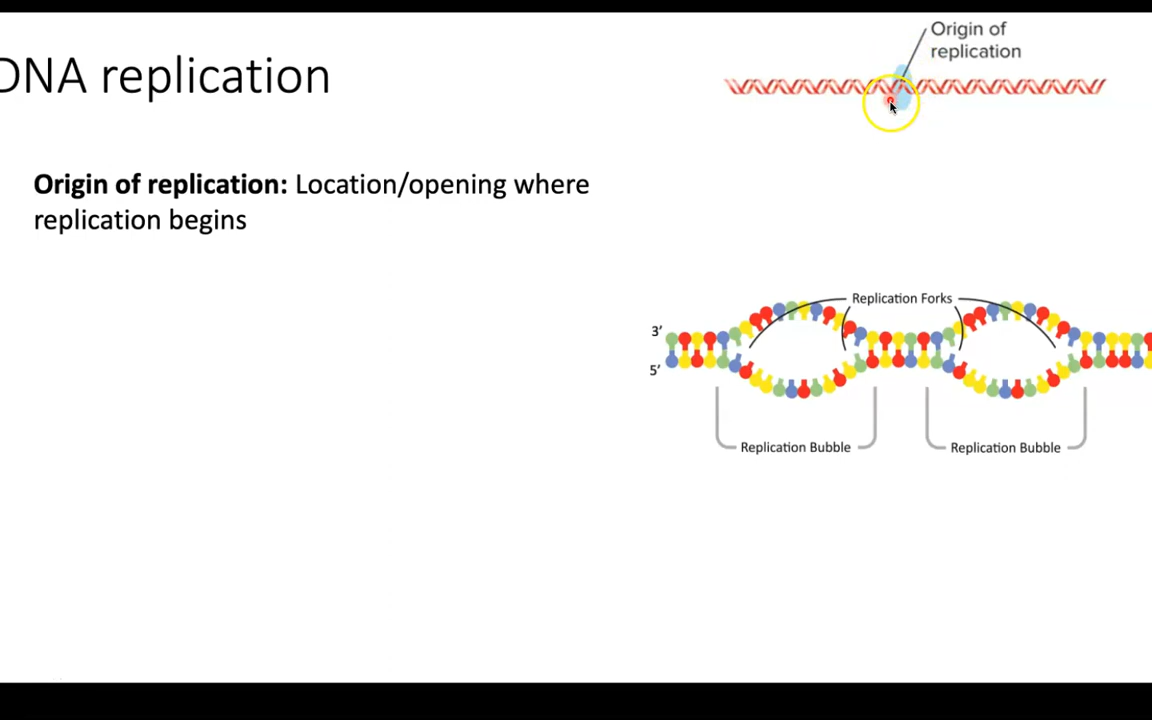 DNA replication
Origin of
replication
Origin of replication: Location/opening where
replication begins
Replication Forks
3′
5′
Replication Bubble
Replication Bubble